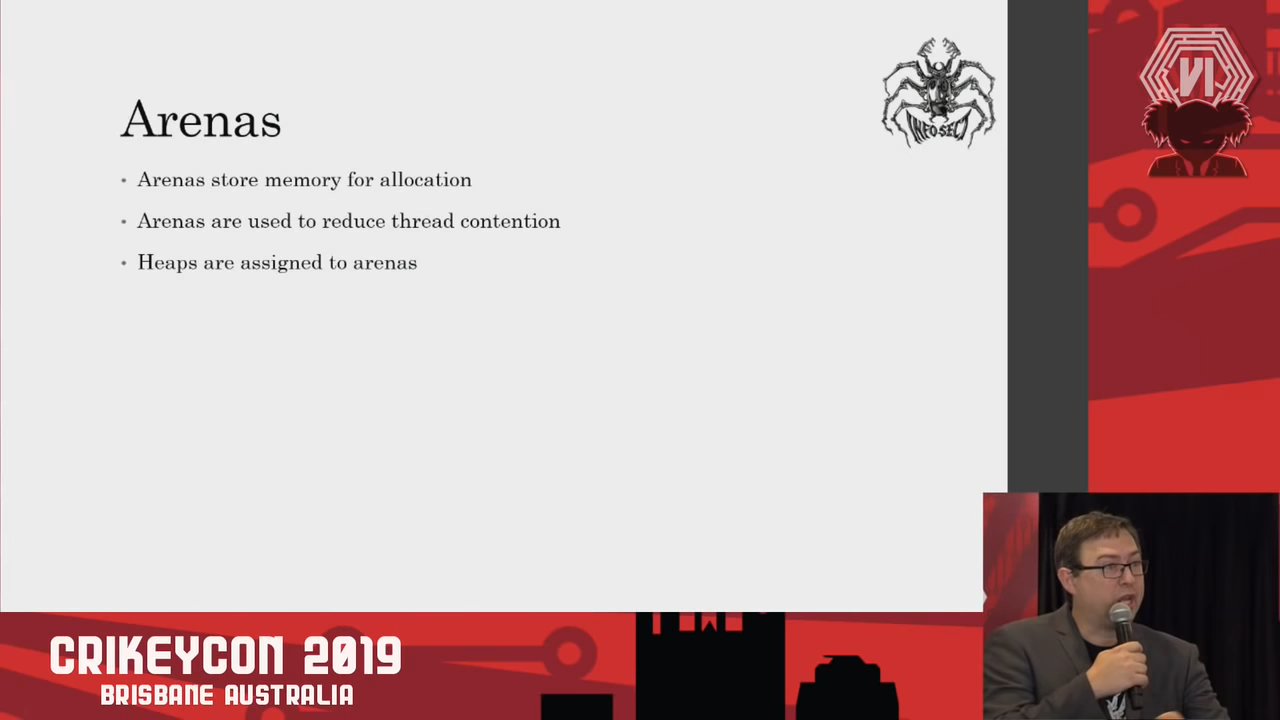 Arenas
Arenas store memory for allocation
Arenas are used to reduce thread contention
Heaps are assigned to arenas
INFOSECT
VI
CRIKEYCON 2019
BRISBANE AUSTRALIA